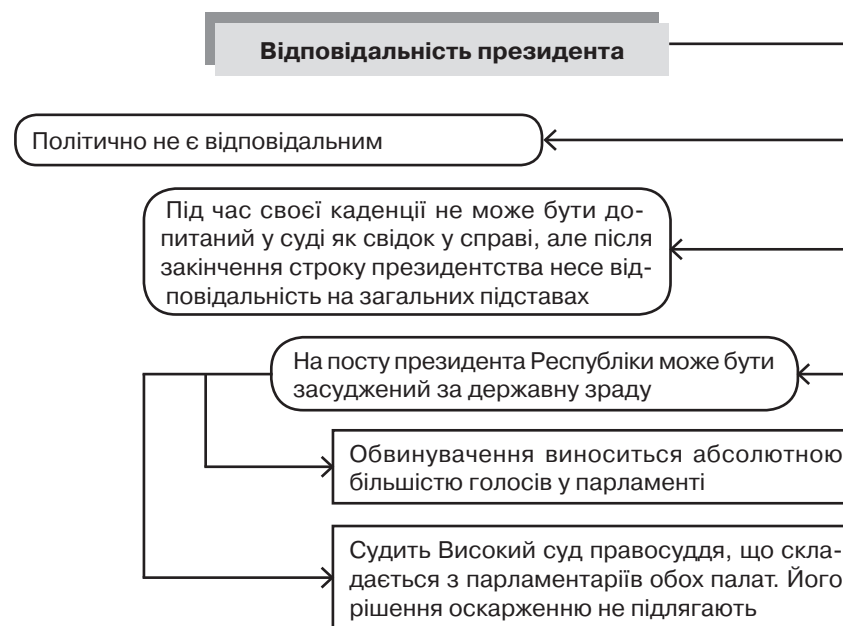 Відповідальність президента
Політично не є відповідальним
Під час своєї каденції не може бути до-
питаний у суді як свідок у справі, але після
закінчення строку президентства несе від-
повідальність на загальних підставах
На посту президента Республіки може бути
засуджений за державну зраду
Обвинувачення виноситься абсолютною
більшістю голосів у парламенті
Судить Високий суд правосуддя, що скла-
дається з парламентаріїв обох палат. Його
рішення оскарженню не підлягають